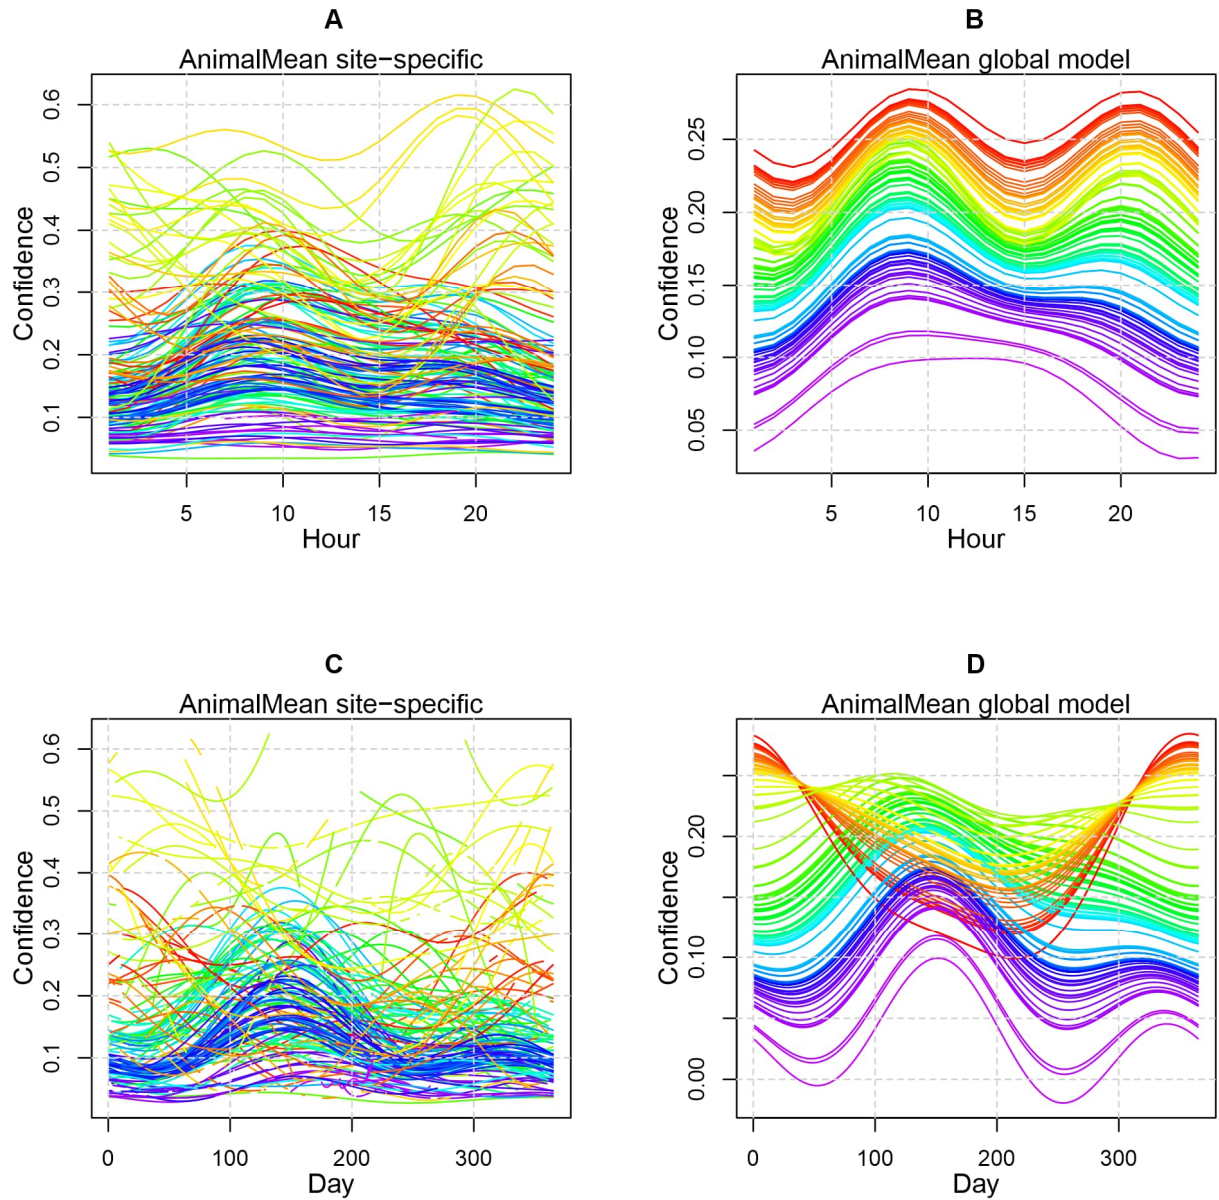 A
AnimalMean site−specific
Confidence
0.1 0.2 0.3 0.4 0.5 0.6
5 10 15 20
Hour
B
AnimalMean global model
Confidence
0.05 0.10 0.15 0.20 0.25
5 10 15 20
Hour
C
AnimalMean site−specific
Confidence
0.1 0.2 0.3 0.4 0.5 0.6
0 100 200 300
Day
D
AnimalMean global model
Confidence
0.00 0.10 0.20
0 100 200 300
Day